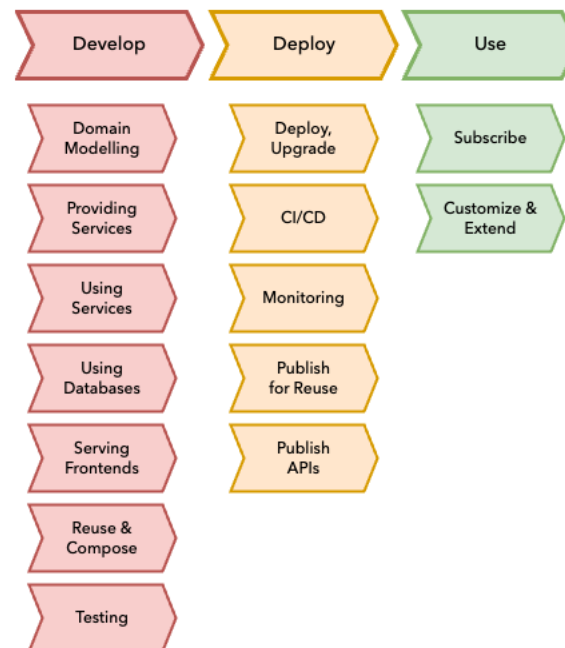 Develop
Deploy
Use
Domain
Modelling
Deploy,
Upgrade
Subscribe
Providing
Services
CI/CD
Customize &
Extend
Using
Services
Monitoring
Using
Databases
Publish
for Reuse
Serving
Frontends
Publish
APIs
Reuse &
Compose
Testing